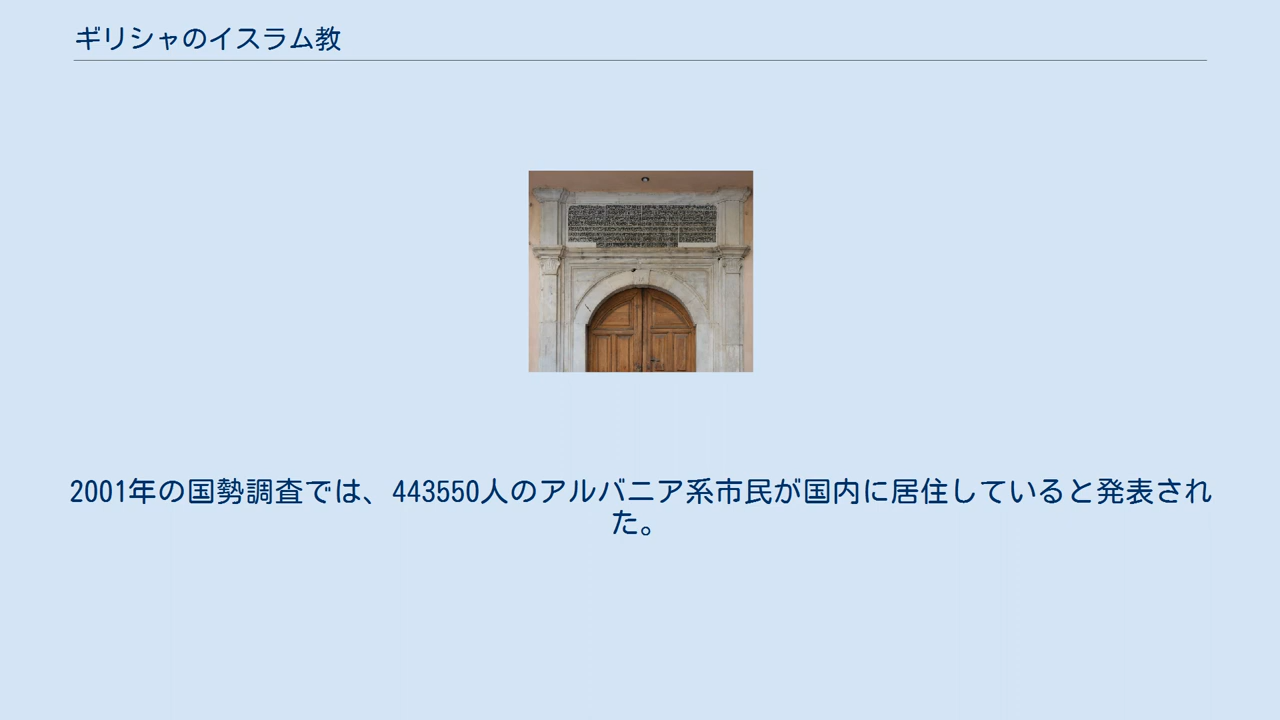 ギリシャのイスラム教
2001年の国勢調査では、443550人のアルバニア系市民が国内に居住していると発表され
た。